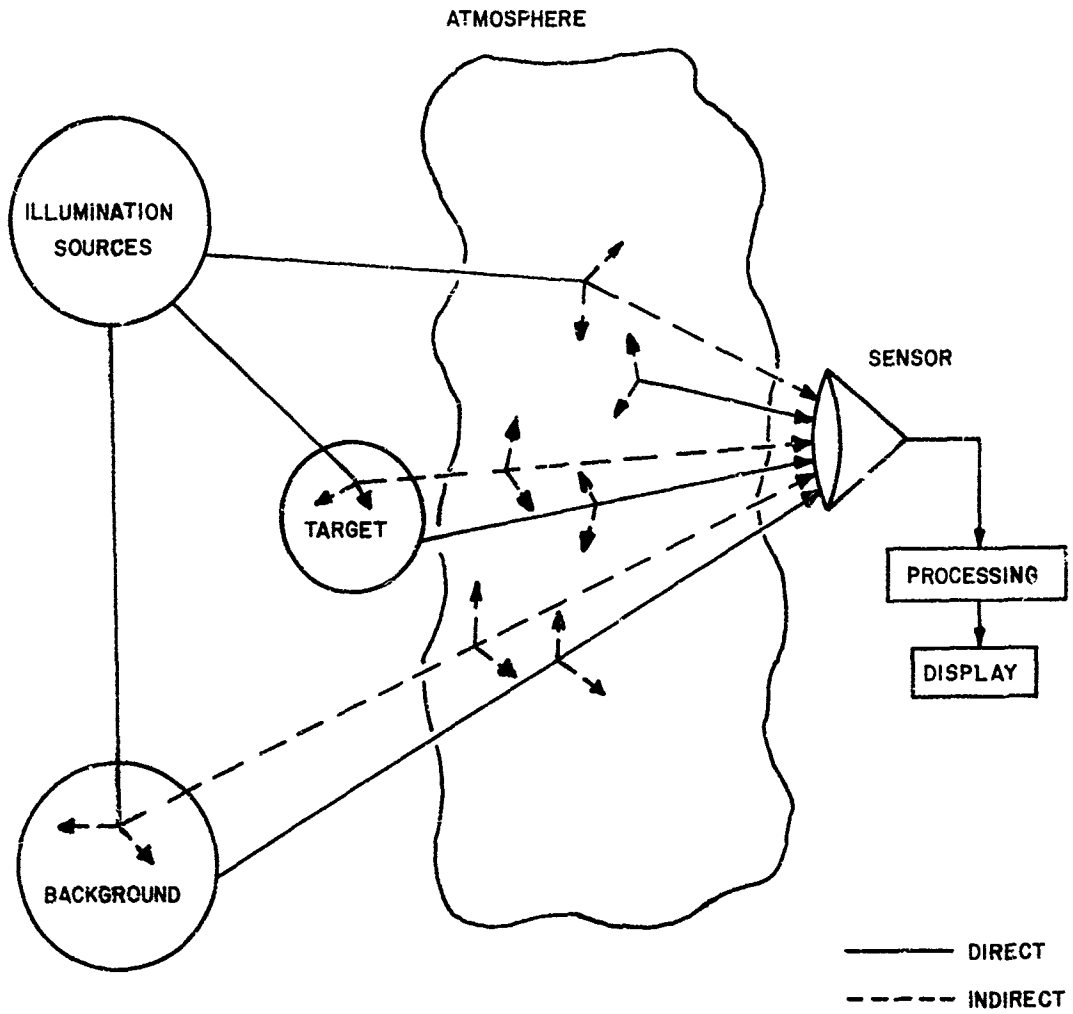 ATMOSPHERE
ILLUMINATION
SOURCES
SENSOR
TARGET
PROCESSING
DISPLAY
BACKGROUND
DIRECT
INDIRECT